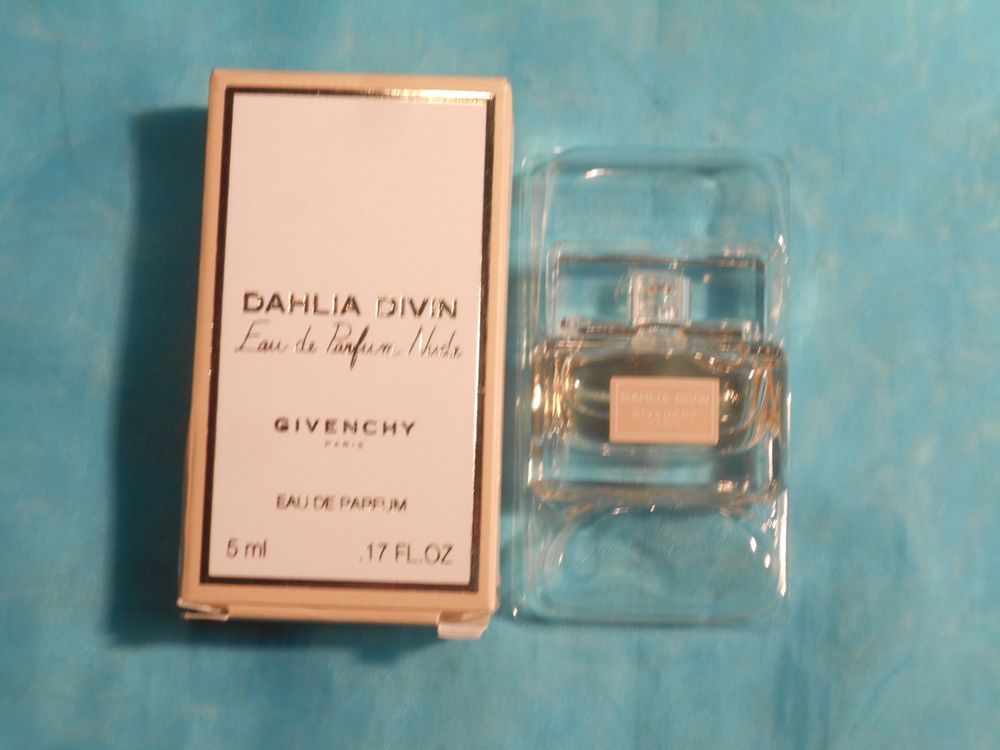 DAHLIA DIVIN
Eau de Parfum Nude
GIVENCHY
PARIS
EAU DE PARFUM
5 ml .17 FL.OZ
DAHLIA DIVIN
GIVENCHY
PARIS